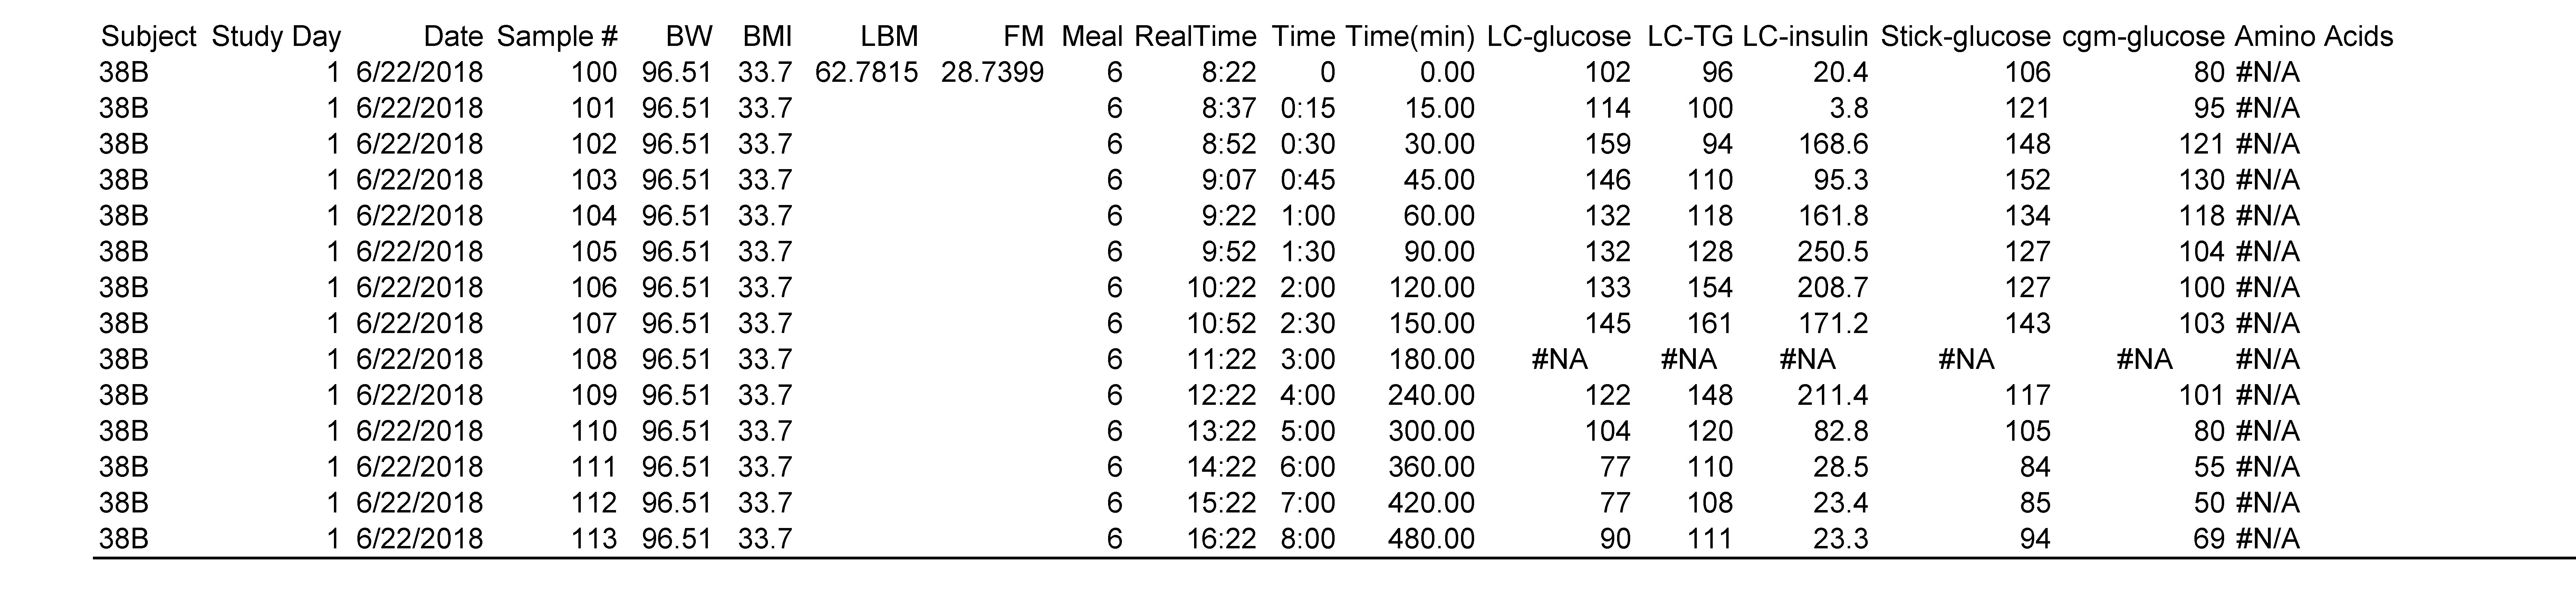 Subject Study Day Date Sample # BW BMI LBM FM Meal RealTime Time Time(min) LC-glucose LC-TG LC-insulin Stick-glucose cgm-glucose Amino Acids
38B 1 6/22/2018 100 96.51 33.7 62.7815 28.7399 6 8:22 0 0.00 102 96 20.4 106 80 #N/A
38B 1 6/22/2018 101 96.51 33.7 6 8:37 0:15 15.00 114 100 3.8 121 95 #N/A
38B 1 6/22/2018 102 96.51 33.7 6 8:52 0:30 30.00 159 94 168.6 148 121 #N/A
38B 1 6/22/2018 103 96.51 33.7 6 9:07 0:45 45.00 146 110 95.3 152 130 #N/A
38B 1 6/22/2018 104 96.51 33.7 6 9:22 1:00 60.00 132 118 161.8 134 118 #N/A
38B 1 6/22/2018 105 96.51 33.7 6 9:52 1:30 90.00 132 128 250.5 127 104 #N/A
38B 1 6/22/2018 106 96.51 33.7 6 10:22 2:00 120.00 133 154 208.7 127 100 #N/A
38B 1 6/22/2018 107 96.51 33.7 6 10:52 2:30 150.00 145 161 171.2 143 103 #N/A
38B 1 6/22/2018 108 96.51 33.7 6 11:22 3:00 180.00 #NA #NA #NA #NA #NA #N/A
38B 1 6/22/2018 109 96.51 33.7 6 12:22 4:00 240.00 122 148 211.4 117 101 #N/A
38B 1 6/22/2018 110 96.51 33.7 6 13:22 5:00 300.00 104 120 82.8 105 80 #N/A
38B 1 6/22/2018 111 96.51 33.7 6 14:22 6:00 360.00 77 110 28.5 84 55 #N/A
38B 1 6/22/2018 112 96.51 33.7 6 15:22 7:00 420.00 77 108 23.4 85 50 #N/A
38B 1 6/22/2018 113 96.51 33.7 6 16:22 8:00 480.00 90 111 23.3 94 69 #N/A